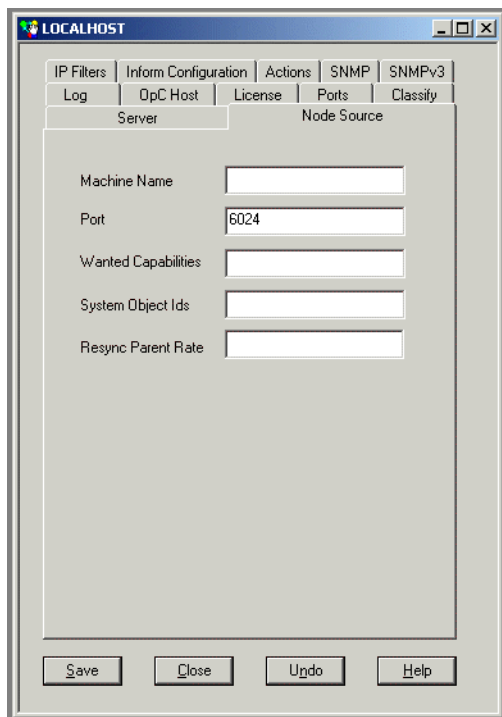 LOCALHOST
IP Filters Inform Configuration Actions SNMP SNMPv3
Log OpC Host License Ports Classify
Server Node Source
Machine Name
Port 6024
Wanted Capabilities
System Object Ids
Resync Parent Rate
Save Close Undo Help